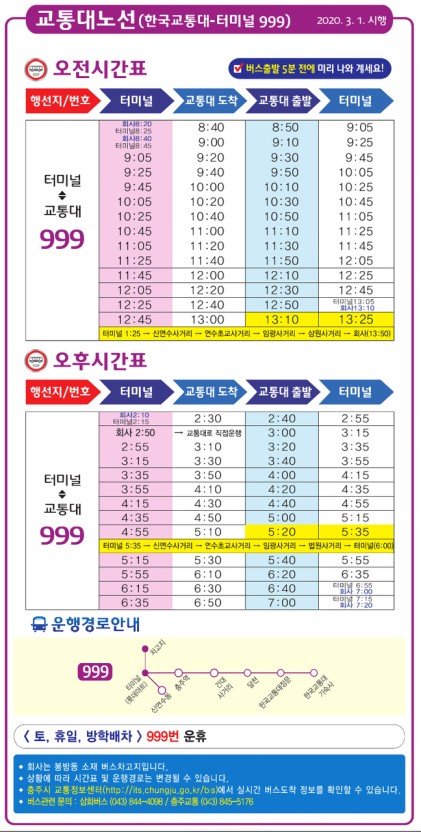 교통대노선(한국교통대-터미널 999) 2020. 3. 1. 시행
오전시간표 버스출발 5분 전에 미리 나와 계세요!
행선지/번호 터미널 교통대 도착 교통대 출발 터미널
터미널
교통대
999
회사8:20
터미널8:25 8:40 8:50 9:05
회사8:40
터미널8:45 9:00 9:10 9:25
9:05 9:20 9:30 9:45
9:25 9:40 9:50 10:05
9:45 10:00 10:10 10:25
10:05 10:20 10:30 10:45
10:25 10:40 10:50 11:05
10:45 11:00 11:10 11:25
11:05 11:20 11:30 11:45
11:25 11:40 11:50 12:05
11:45 12:00 12:10 12:25
12:05 12:20 12:30 12:45
12:25 12:40 12:50 터미널13:05
회사13:10
12:45 13:00 13:10 13:25
터미널 1:25 → 신연수사거리 → 연수초교사거리 → 임광사거리 → 삼원사거리 → 회사(13:50)
오후시간표
행선지/번호 터미널 교통대 도착 교통대 출발 터미널
터미널
교통대
999
회사2:10
터미널2:15 2:30 2:40 2:55
회사 2:50 → 교통대로 직접운행 3:00 3:15
2:55 3:10 3:20 3:35
3:15 3:30 3:40 3:55
3:35 3:50 4:00 4:15
3:55 4:10 4:20 4:35
4:15 4:30 4:40 4:55
4:35 4:50 5:00 5:15
4:55 5:10 5:20 5:35
터미널 5:35 → 신연수사거리 → 연수초교사거리 → 임광사거리 → 법원사거리 → 터미널(6:00)
5:15 5:30 5:40 5:55
5:55 6:10 6:20 6:35
6:15 6:30 6:40 터미널 6:55
회사 7:00
6:35 6:50 7:00 터미널 7:15
회사 7:20
운행경로안내
999
차고지
터미널
(롯데마트)
신연수동
충주역
건대
사거리
달천
한국교통대정문
한국교통대
기숙사
< 토, 휴일, 방학배차 > 999번 운휴
• 회사는 봉방동 소재 버스차고지입니다.
• 상황에 따라 시간표 및 운행경로는 변경될 수 있습니다.
• 충주시 교통정보센터(http://its.chungju.go.kr/bis)에서 실시간 버스도착 정보를 확인할 수 있습니다.
• 버스관련 문의 : 삼화버스 (043) 844-4098 / 충주교통 (043) 845-5176